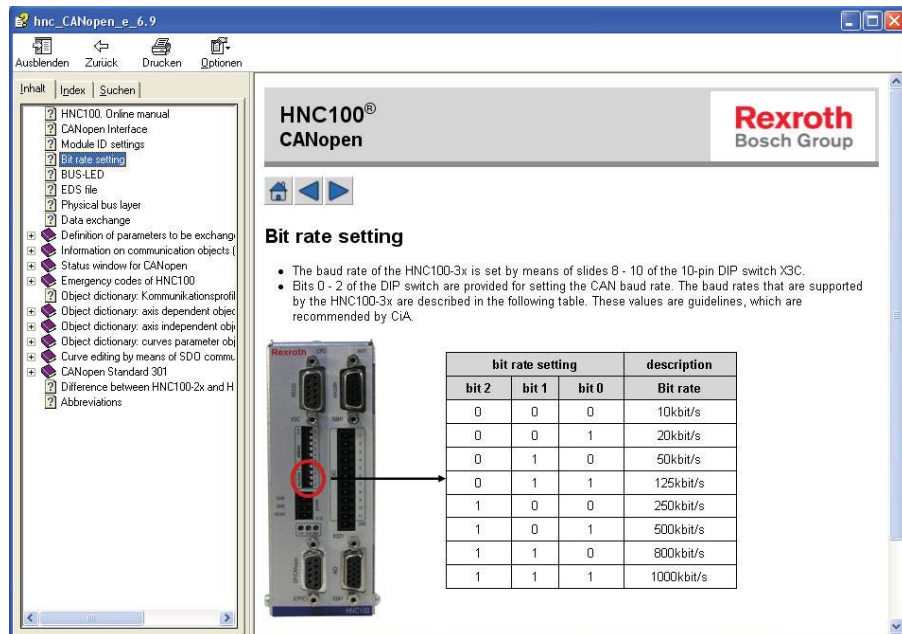 hnc_CANopen_e_6.9
Ausblenden Zurück Drucken Optionen
Inhalt Index Suchen
HNC100. Online manual
CANopen Interface
Module ID settings
Bit rate setting
BUS-LED
EDS file
Physical bus layer
Data exchange
Definition of parameters to be exchang
Information on communication objects (
Status window for CANopen
Emergency codes of HNC100
Object dictionary: Kommunikationsprofil
Object dictionary: axis dependent objec
Object dictionary: axis independent obj
Object dictionary: curves parameter obj
Curve editing by means of SDO commu
CANopen Standard 301
Difference between HNC100-2x and H
Abbreviations
HNC100®
CANopen
Rexroth
Bosch Group
Bit rate setting
• The baud rate of the HNC100-3x is set by means of slides 8 - 10 of the 10-pin DIP switch X3C.
• Bits 0 - 2 of the DIP switch are provided for setting the CAN baud rate. The baud rates that are supported
by the HNC100-3x are described in the following table. These values are guidelines, which are
recommended by CiA.
Rexroth CPU
X3C
HNC100
bit rate setting description
bit 2 bit 1 bit 0 Bit rate
0 0 0 10kbit/s
0 0 1 20kbit/s
0 1 0 50kbit/s
0 1 1 125kbit/s
1 0 0 250kbit/s
1 0 1 500kbit/s
1 1 0 800kbit/s
1 1 1 1000kbit/s